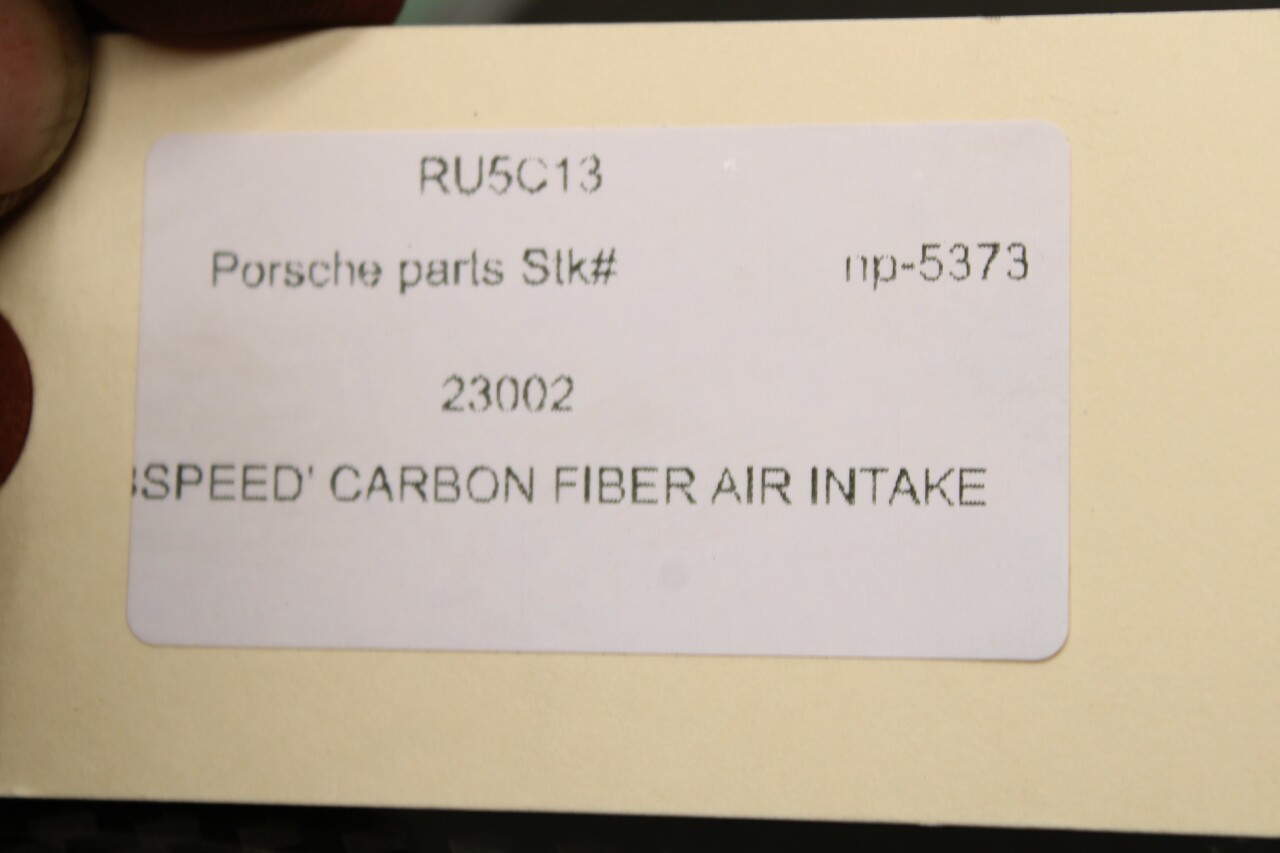 RU5C13
Porsche parts Stk# np-5373
23002
SPEED' CARBON FIBER AIR INTAKE